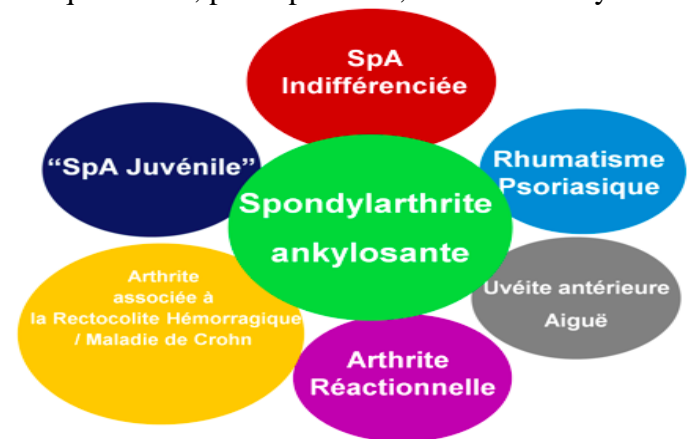 SpA
Indifférenciée
“SpA Juvénile”
Rhumatisme
Psoriasique
Spondylarthrite
ankylosante
Arthrite
associée à
la Rectocolite Hémorragique
/ Maladie de Crohn
Uvéite antérieure
Aiguë
Arthrite
Réactionnelle